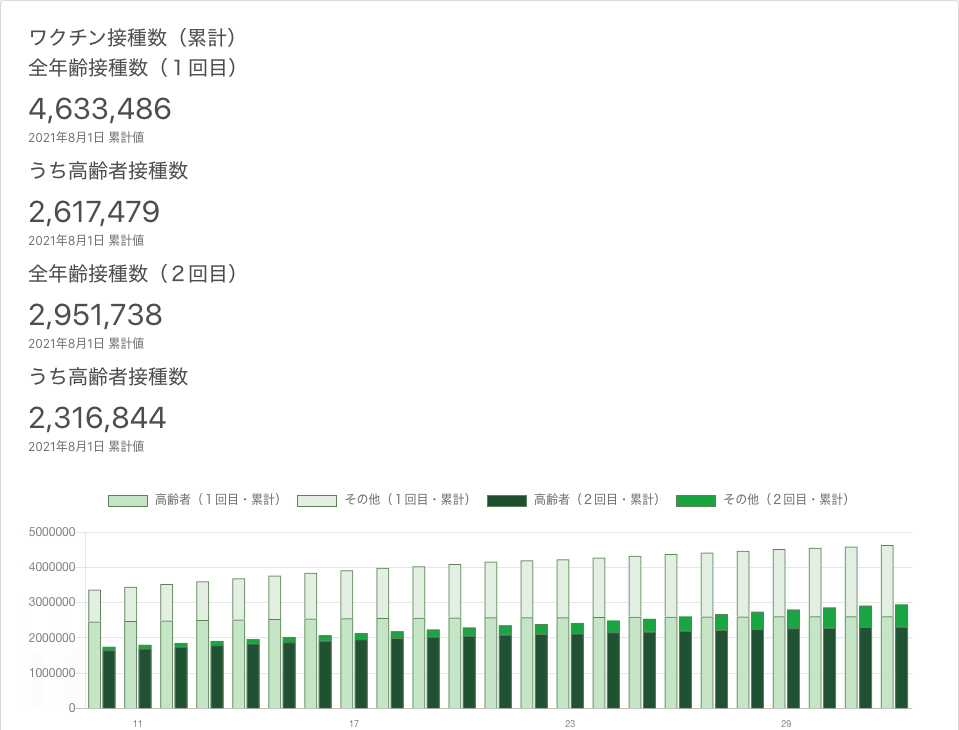 ワクチン接種数（累計）
全年齢接種数（１回目）
4,633,486
2021年8月1日 累計値
うち高齢者接種数
2,617,479
2021年8月1日 累計値
全年齢接種数（２回目）
2,951,738
2021年8月1日 累計値
うち高齢者接種数
2,316,844
2021年8月1日 累計値
高齢者（１回目・累計） その他（１回目・累計） 高齢者（２回目・累計） その他（２回目・累計）
5000000
4000000
3000000
2000000
1000000
0
11 17 23 29